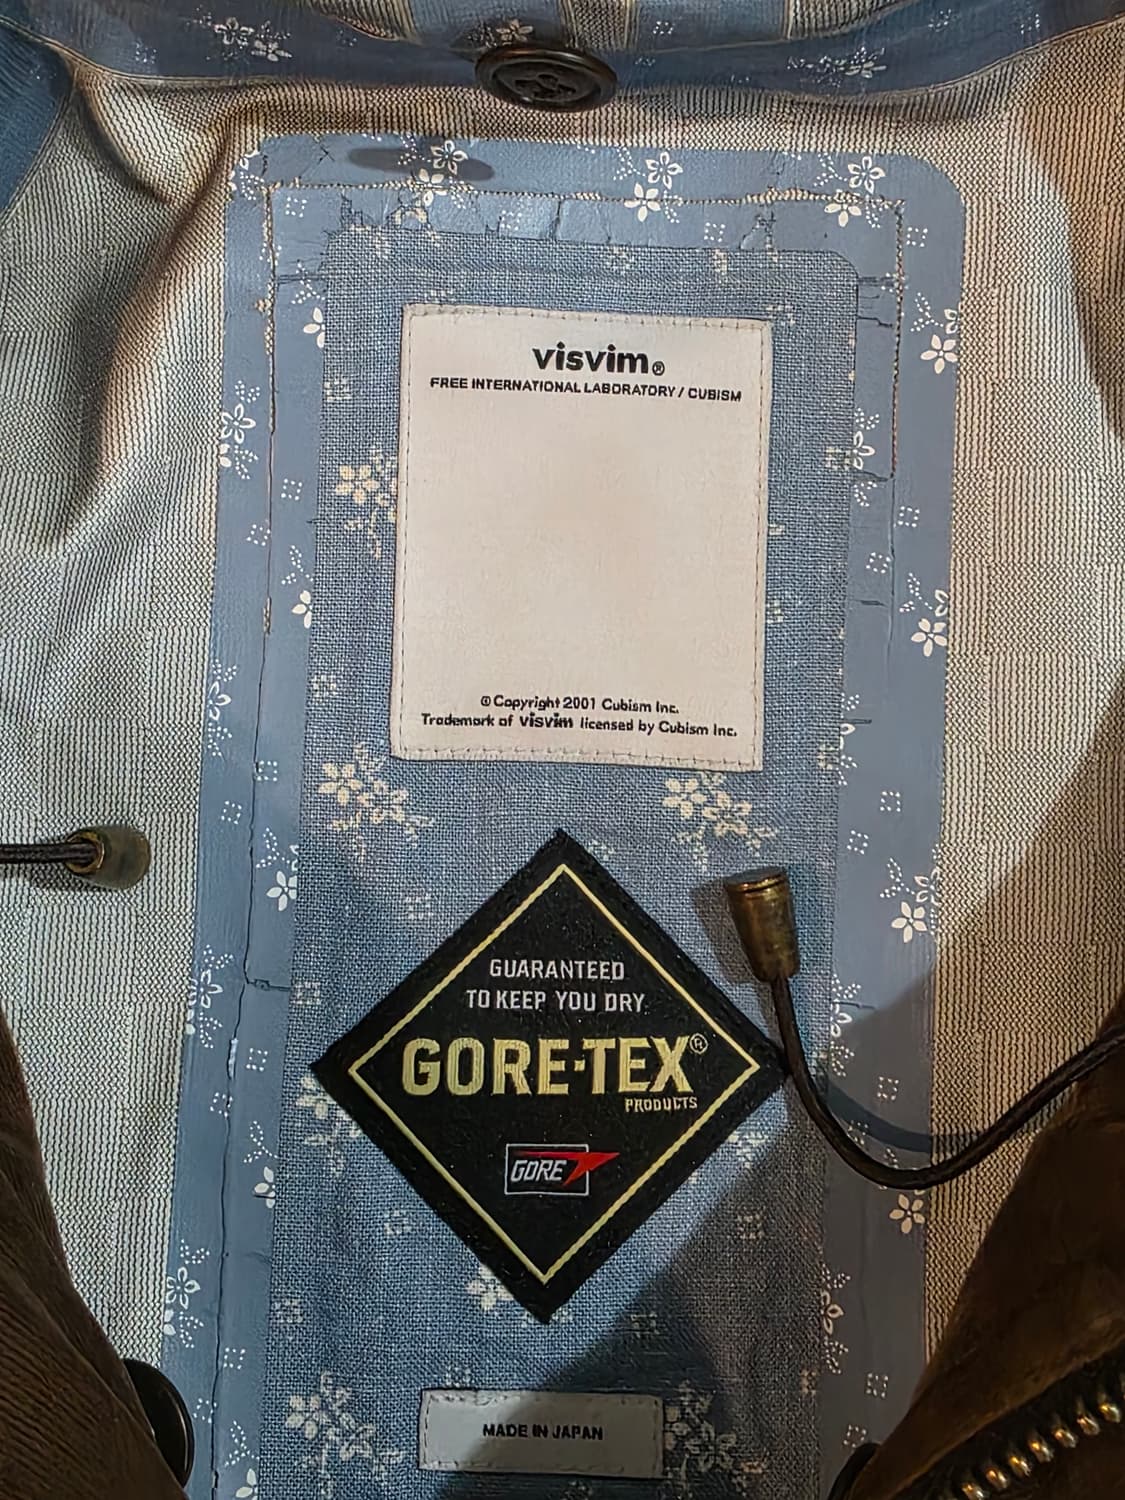 visvim®
FREE INTERNATIONAL LABORATORY / CUBISM
© Copyright 2001 Cubism Inc.
Trademark of visvim licensed by Cubism Inc.
GUARANTEED
TO KEEP YOU DRY
GORE-TEX®
PRODUCTS
GORE
MADE IN JAPAN